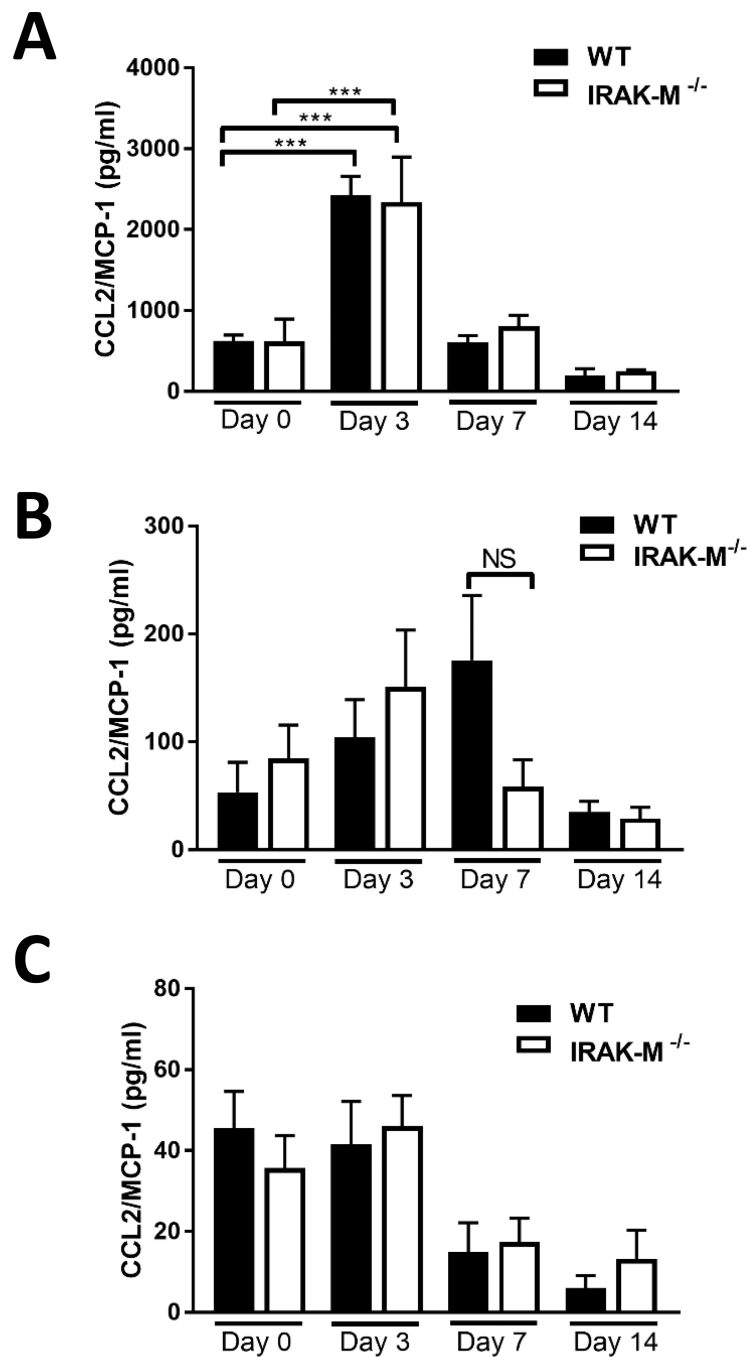 A
WT
IRAK-M -/-
CCL2/MCP-1 (pg/ml)
4000
3000
2000
1000
0
***
***
***
Day 0 Day 3 Day 7 Day 14
B
WT
IRAK-M-/-
CCL2/MCP-1 (pg/ml)
300
200
100
0
NS
Day 0 Day 3 Day 7 Day 14
C
WT
IRAK-M -/-
CCL2/MCP-1 (pg/ml)
80
60
40
20
0
Day 0 Day 3 Day 7 Day 14